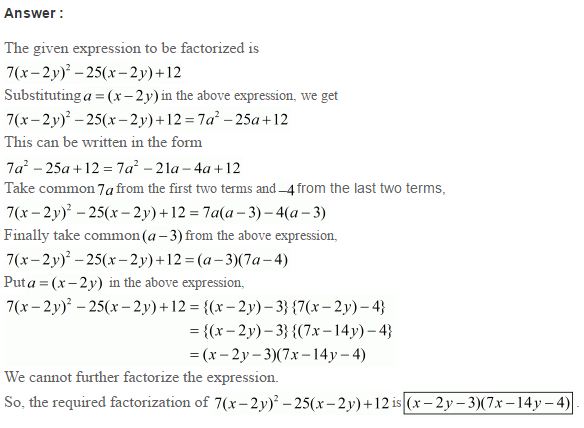 Answer :
The given expression to be factorized is
7(x−2y)² −25(x−2y)+12
Substituting a = (x−2y) in the above expression, we get
7(x−2y)² −25(x−2y)+12 = 7a² −25a+12
This can be written in the form
7a² −25a+12 = 7a² −21a−4a+12
Take common 7a from the first two terms and −4 from the last two terms,
7(x−2y)² −25(x−2y)+12 = 7a(a−3)−4(a−3)
Finally take common (a−3) from the above expression,
7(x−2y)² −25(x−2y)+12 = (a−3)(7a−4)
Put a = (x−2y) in the above expression,
7(x−2y)² −25(x−2y)+12 = {(x−2y)−3}{7(x−2y)−4}
= {(x−2y)−3}{(7x−14y)−4}
= (x−2y−3)(7x−14y−4)
We cannot further factorize the expression.
So, the required factorization of 7(x−2y)² −25(x−2y)+12 is (x−2y−3)(7x−14y−4) .